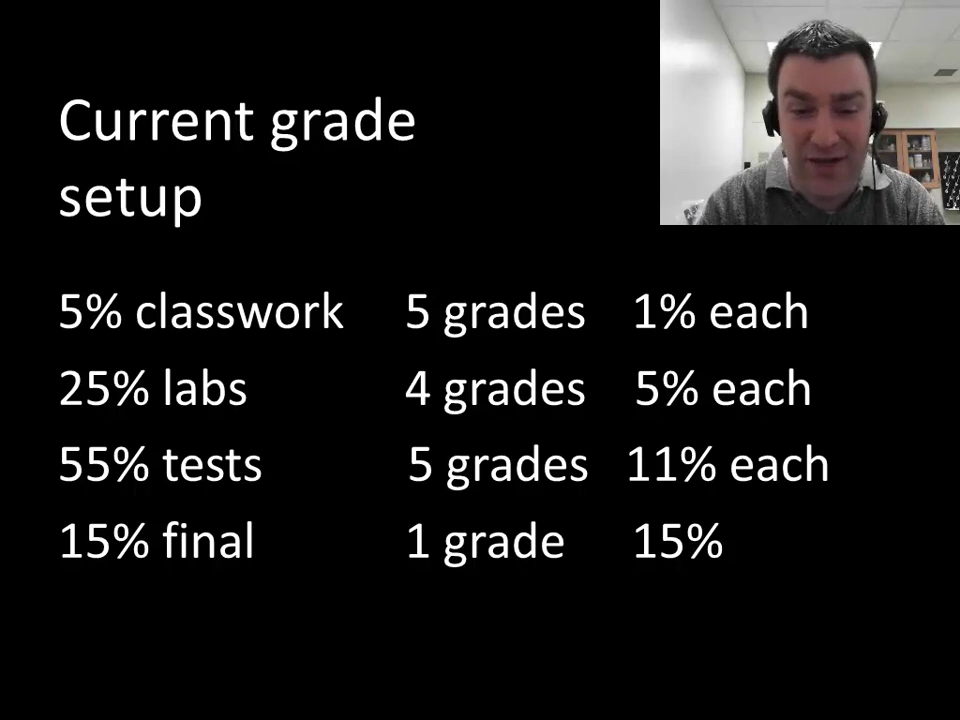 Current grade
setup
5% classwork 5 grades 1% each
25% labs 4 grades 5% each
55% tests 5 grades 11% each
15% final 1 grade 15%